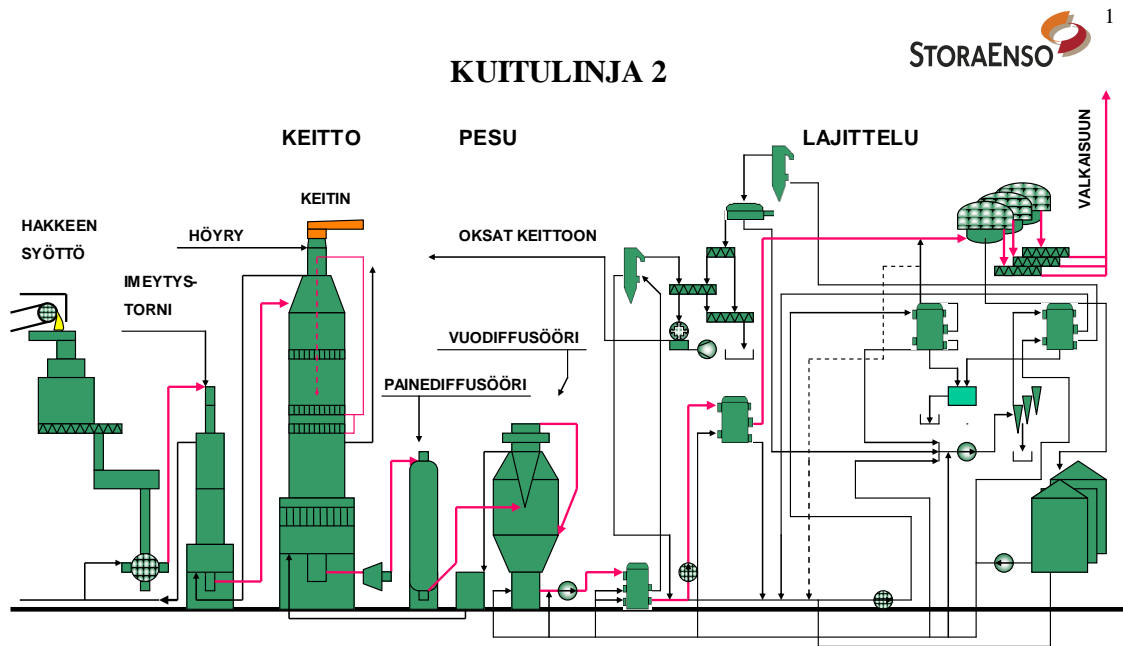 1
STORAENSO
KUITULINJA 2
KEITTO
PESU
LAJITTELU
VALKAISUUN
KEITIN
HAKKEEN
SYÖTTÖ
HÖYRY
OKSAT KEITTOON
IMEYTYS-
TORNI
VUODIFFUSÖÖRI
PAINEDIFFUSÖÖRI